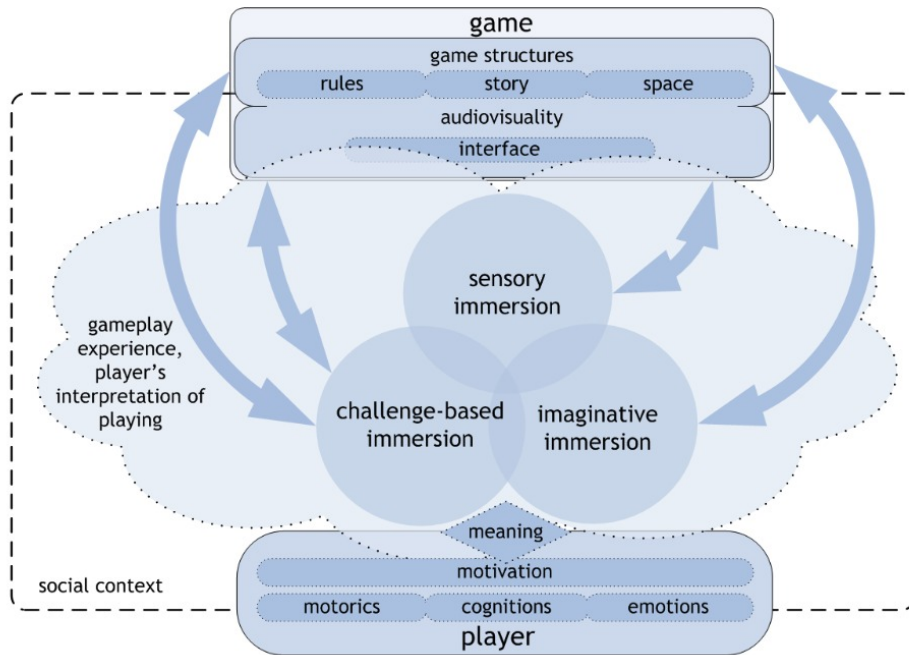 game
game structures
rules story space
audiovisuality
interface
sensory
immersion
gameplay
experience,
player's
interpretation of
playing
challenge-based
immersion
imaginative
immersion
meaning
motivation
social context
motorics cognitions emotions
player